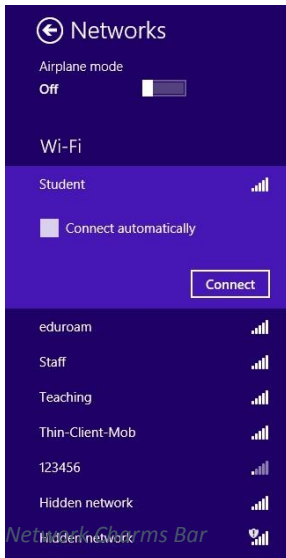 Networks
Airplane mode
Off
Wi-Fi
Student
Connect automatically
Connect
eduroam
Staff
Teaching
Thin-Client-Mob
123456
Hidden network
Hidden network
Network Charms Bar